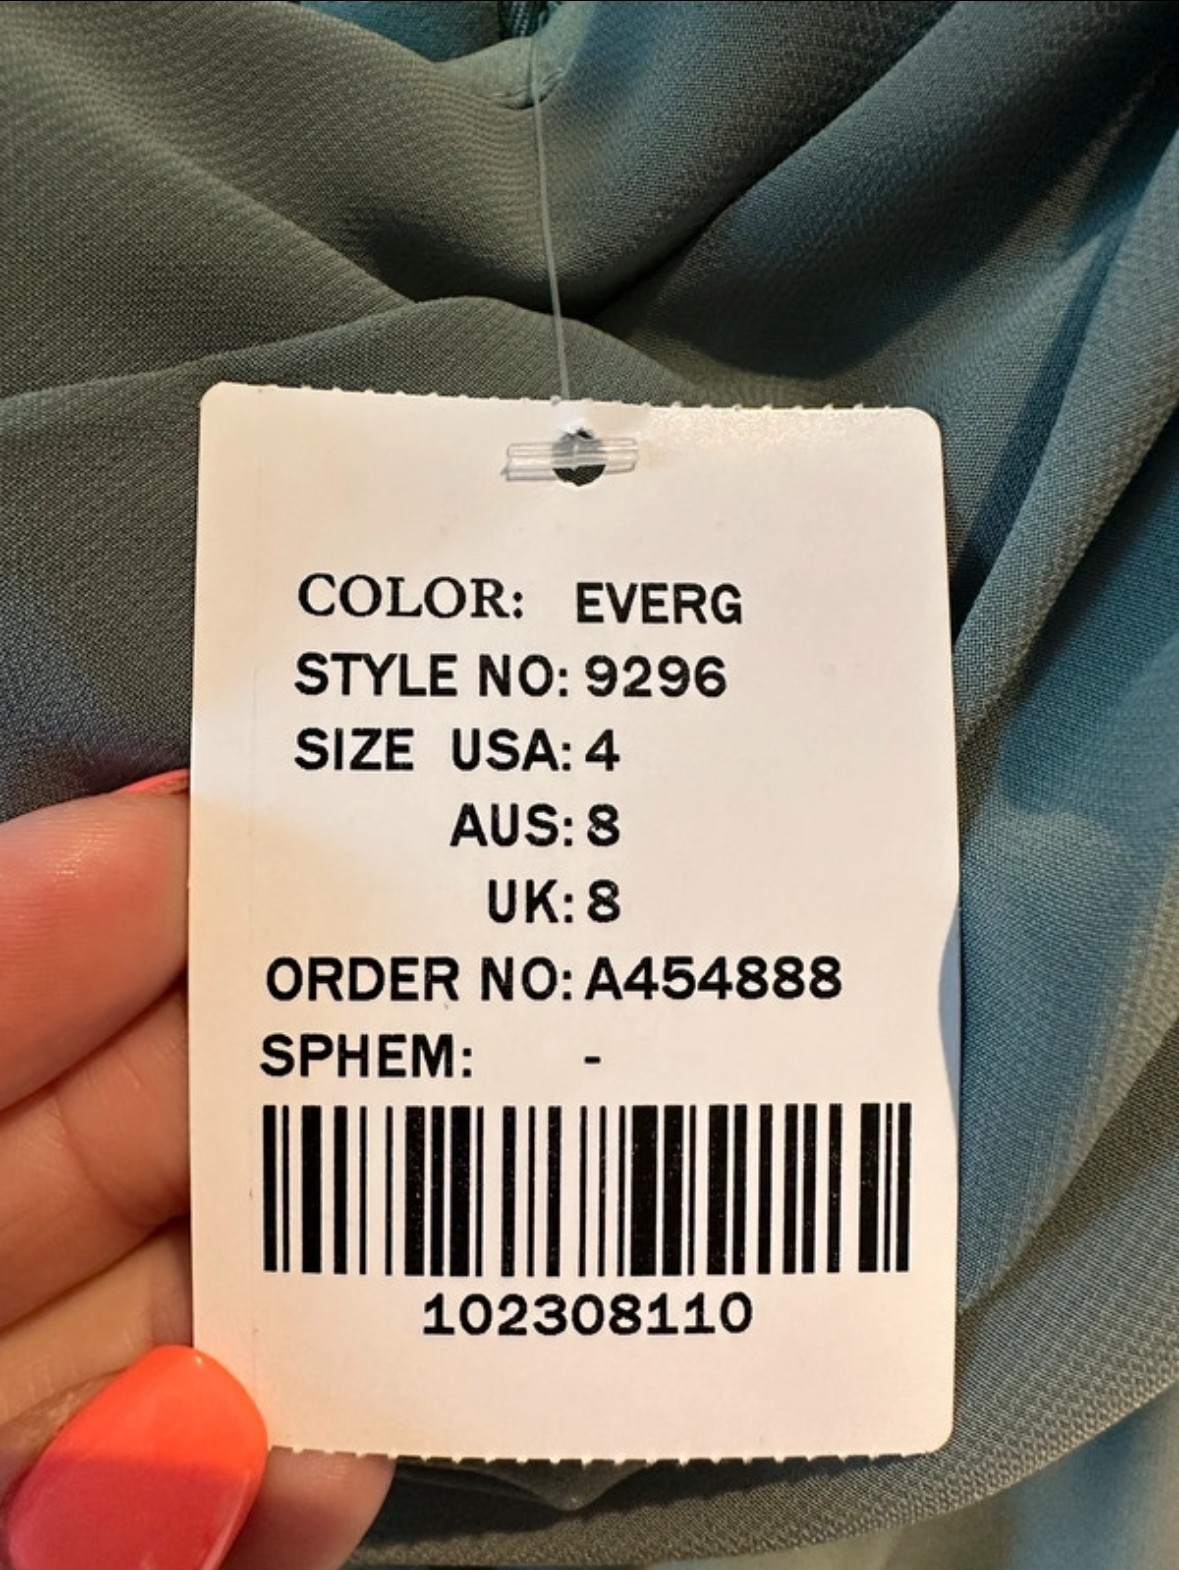 COLOR: EVERG
STYLE NO: 9296
SIZE USA: 4
AUS: 8
UK: 8
ORDER NO: A454888
SPHEM: -
102308110